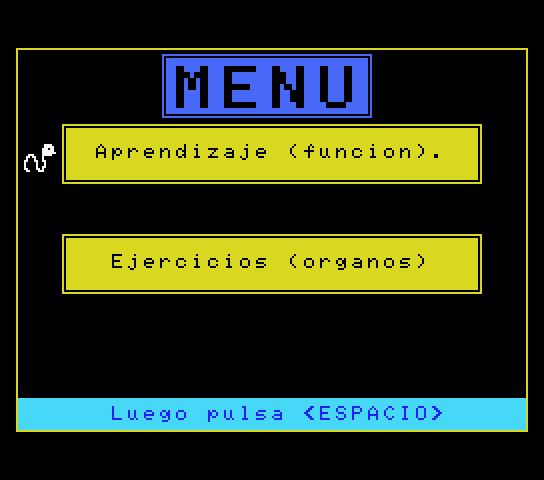 MENU
Aprendizaje (funcion).
Ejercicios (organos)
Luego pulsa <ESPACIO>